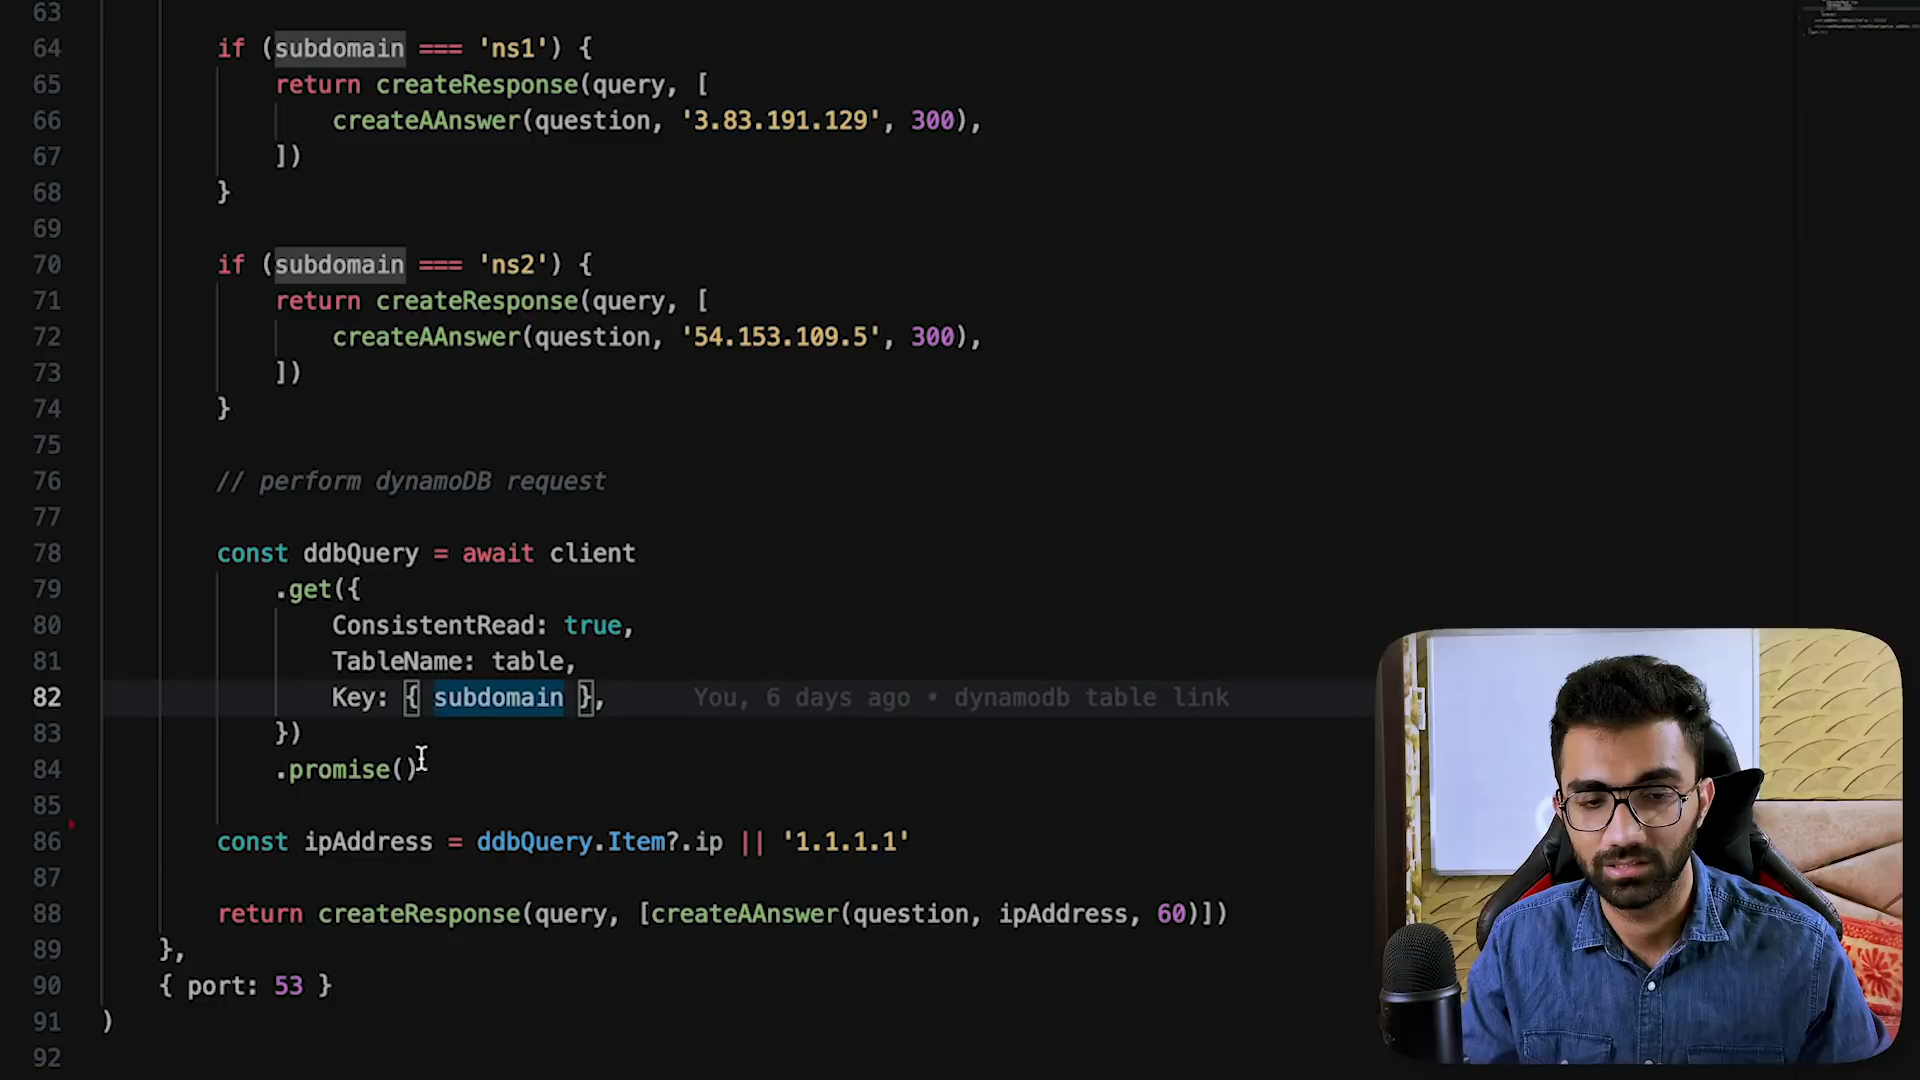 63
64 if (subdomain === 'ns1') {
65 return createResponse(query, [
66 createAAnswer(question, '3.83.191.129', 300),
67 ])
68 }
69
70 if (subdomain === 'ns2') {
71 return createResponse(query, [
72 createAAnswer(question, '54.153.109.5', 300),
73 ])
74 }
75
76 // perform dynamoDB request
77
78 const ddbQuery = await client
79 .get({
80 ConsistentRead: true,
81 TableName: table,
82 Key: { subdomain }, You, 6 days ago • dynamodb table link
83 })
84 .promise()
85
86 const ipAddress = ddbQuery.Item?.ip || '1.1.1.1'
87
88 return createResponse(query, [createAAnswer(question, ipAddress, 60)])
89 },
90 { port: 53 }
91 )
92